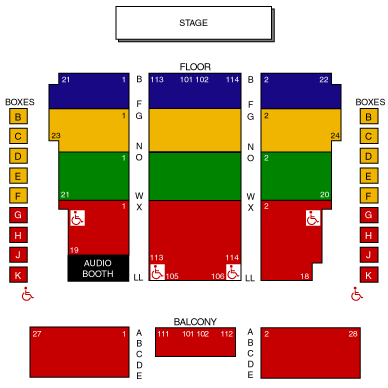 STAGE
FLOOR
21 1 B 113 101 102 114 B 2 22
F F
BOXES BOXES
B G 1 G 2 B
C 23 24 C
N N
D 1 O O 2 D
E E
F 21 W W 20 F
G 1 X X 2 G
H H
J 19 113 114 J
AUDIO
BOOTH
K LL 105 106 LL 18 K
BALCONY
27 1 A 111 101 102 112 A 2 28
B B
C C
D D
E E